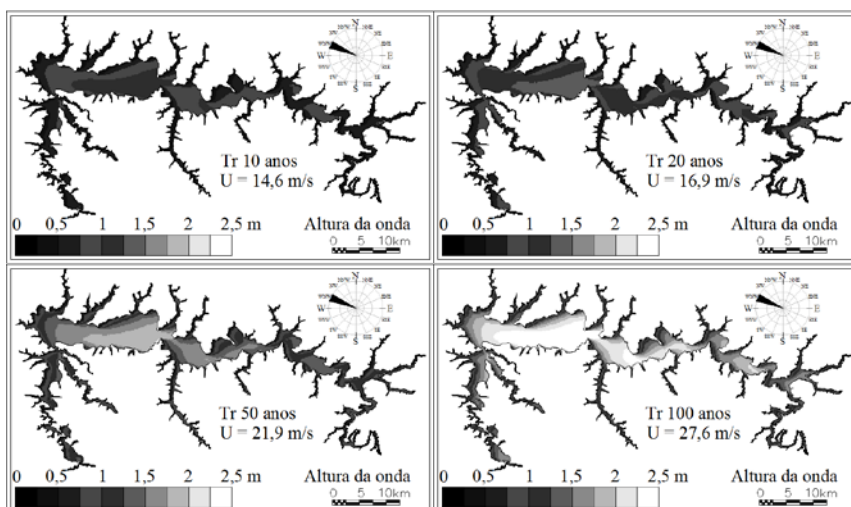 N
W E
S
Tr 10 anos
U = 14,6 m/s
0 0,5 1 1,5 2 2,5 m
Altura da onda
0 5 10km
N
W E
S
Tr 20 anos
U = 16,9 m/s
0 0,5 1 1,5 2 2,5 m
Altura da onda
0 5 10km
N
W E
S
Tr 50 anos
U = 21,9 m/s
0 0,5 1 1,5 2 2,5 m
Altura da onda
0 5 10km
N
W E
S
Tr 100 anos
U = 27,6 m/s
0 0,5 1 1,5 2 2,5 m
Altura da onda
0 5 10km